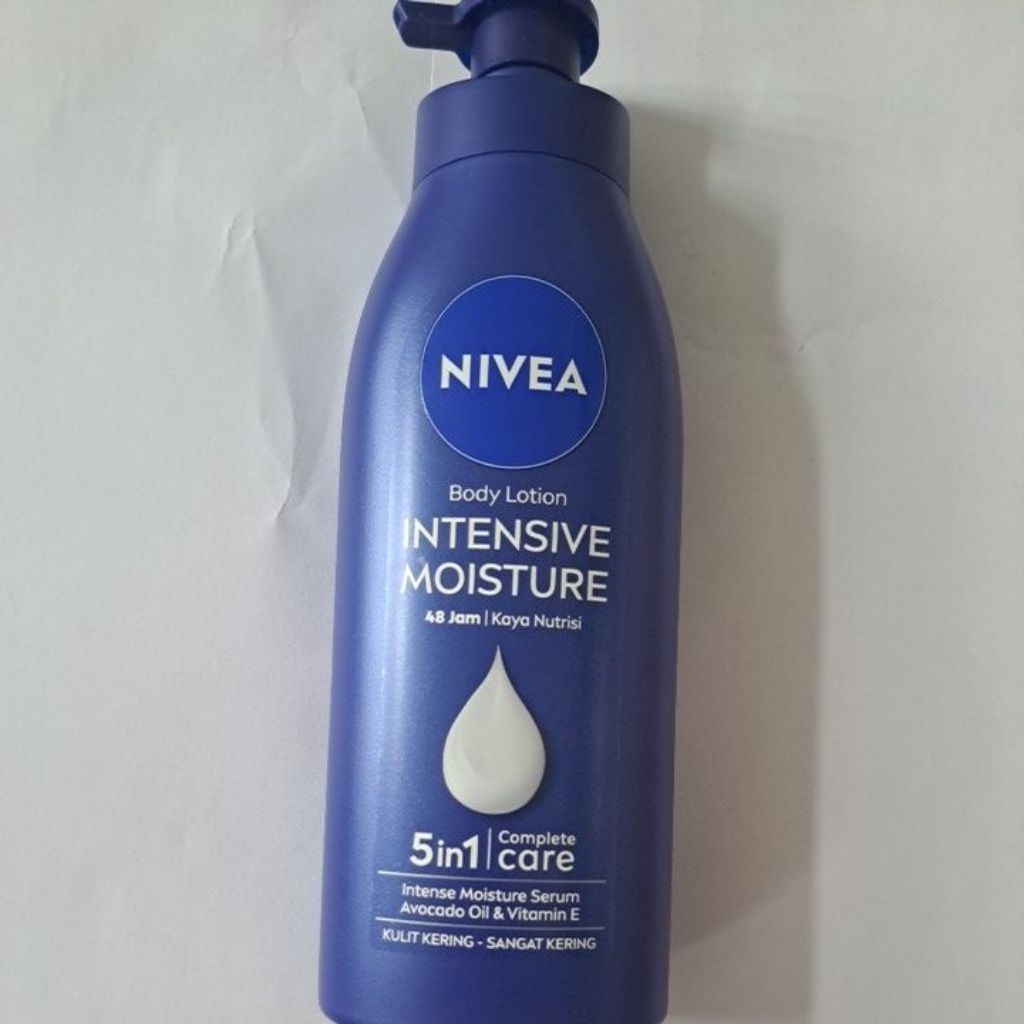 NIVEA
Body Lotion
INTENSIVE
MOISTURE
48 Jam | Kaya Nutrisi
5in1 | Complete care
Intense Moisture Serum
Avocado Oil & Vitamin E
KULIT KERING - SANGAT KERING